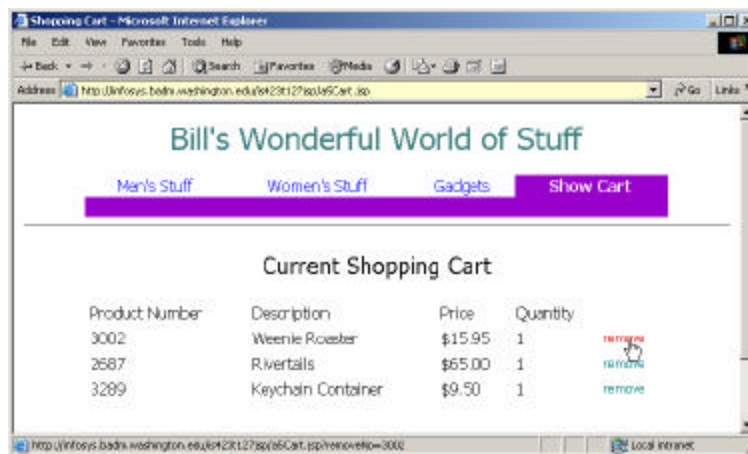 Shopping Cart - Microsoft Internet Explorer
File Edit View Favorites Tools Help
Back Search Favorites Media
Address Go Links
Bill's Wonderful World of Stuff
Men's Stuff Women's Stuff Gadgets Show Cart
Current Shopping Cart
Product Number Description Price Quantity
3002 Weenie Roaster $15.95 1 remove
2687 Rivertails $65.00 1 remove
3289 Keychain Container $9.50 1 remove
Local intranet